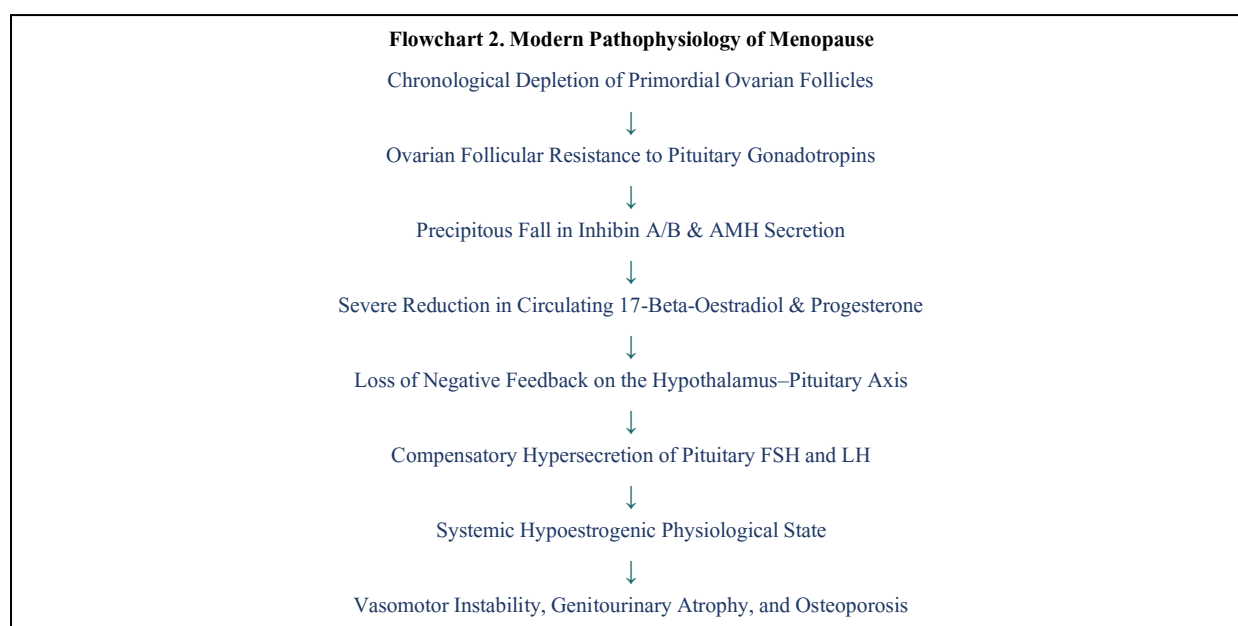 Flowchart 2. Modern Pathophysiology of Menopause
Chronological Depletion of Primordial Ovarian Follicles
↓
Ovarian Follicular Resistance to Pituitary Gonadotropins
↓
Precipitous Fall in Inhibin A/B & AMH Secretion
↓
Severe Reduction in Circulating 17-Beta-Oestradiol & Progesterone
↓
Loss of Negative Feedback on the Hypothalamus–Pituitary Axis
↓
Compensatory Hypersecretion of Pituitary FSH and LH
↓
Systemic Hypoestrogenic Physiological State
↓
Vasomotor Instability, Genitourinary Atrophy, and Osteoporosis